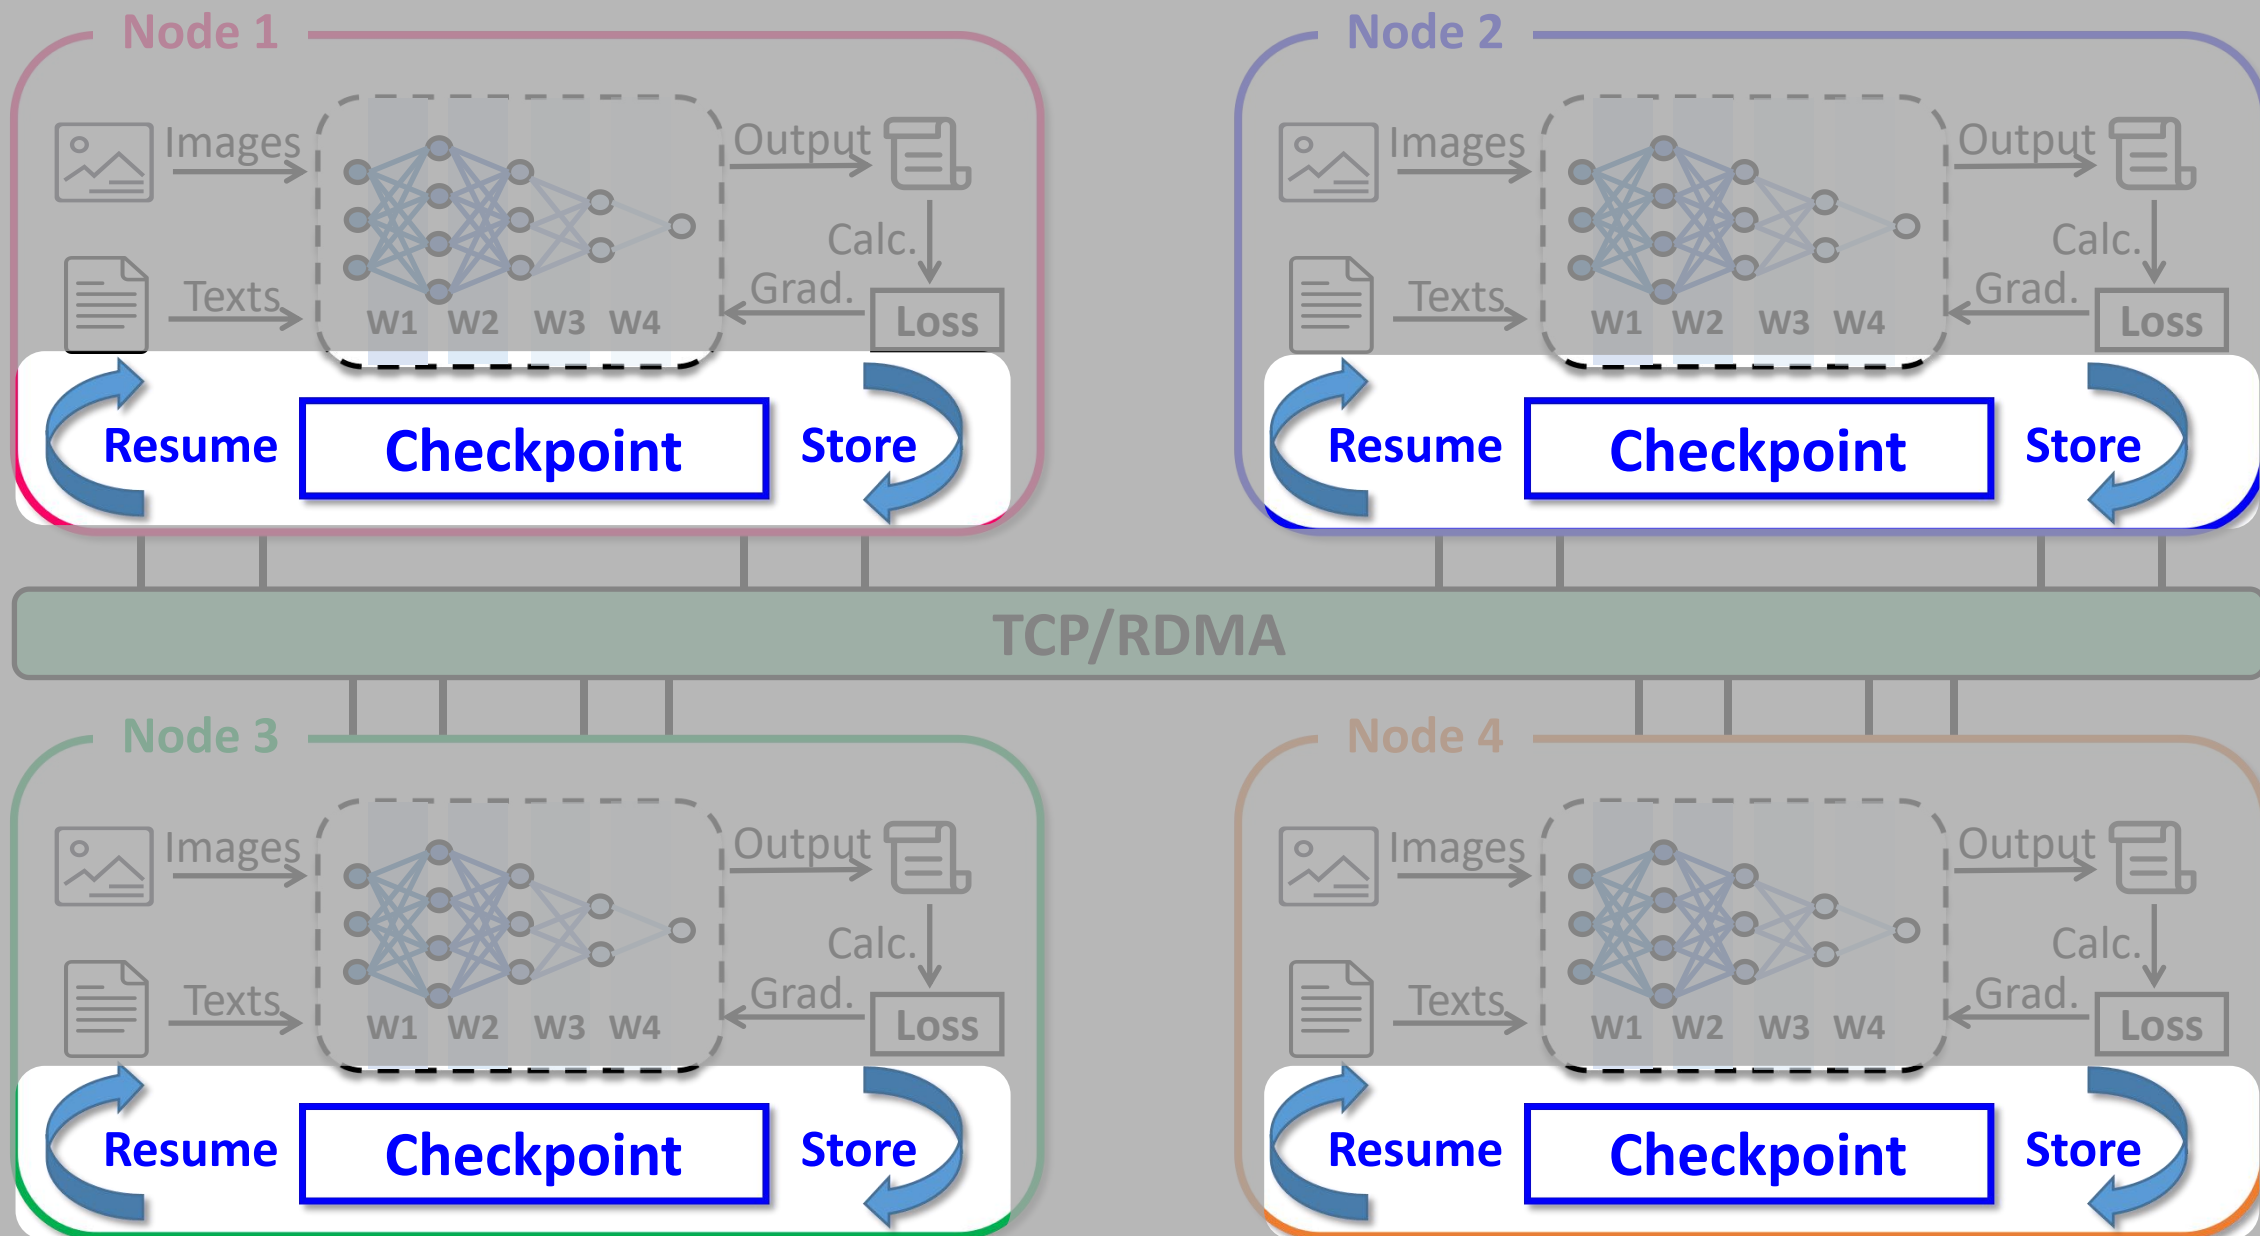 Node 1
Images
Output
Calc.
Texts
Grad.
W1 W2 W3 W4
Loss
Resume
Checkpoint
Store
Node 2
Images
Output
Calc.
Texts
Grad.
W1 W2 W3 W4
Loss
Resume
Checkpoint
Store
TCP/RDMA
Node 3
Images
Output
Calc.
Texts
Grad.
W1 W2 W3 W4
Loss
Resume
Checkpoint
Store
Node 4
Images
Output
Calc.
Texts
Grad.
W1 W2 W3 W4
Loss
Resume
Checkpoint
Store